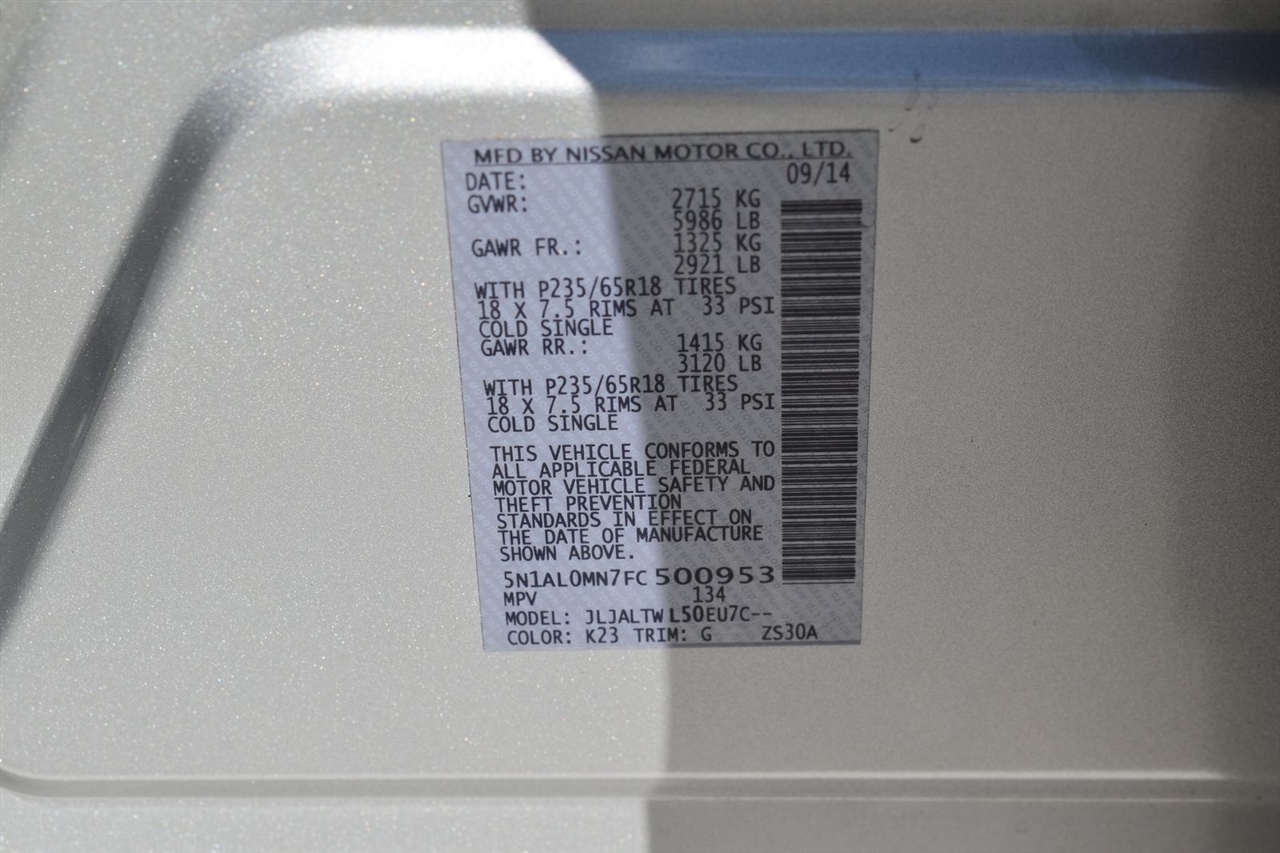 MFD BY NISSAN MOTOR CO., LTD.
DATE: 09/14
GVWR: 2715 KG
5986 LB
GAWR FR.: 1325 KG
2921 LB
WITH P235/65R18 TIRES
18 X 7.5 RIMS AT 33 PSI
COLD SINGLE
GAWR RR.: 1415 KG
3120 LB
WITH P235/65R18 TIRES
18 X 7.5 RIMS AT 33 PSI
COLD SINGLE
THIS VEHICLE CONFORMS TO
ALL APPLICABLE FEDERAL
MOTOR VEHICLE SAFETY AND
THEFT PREVENTION
STANDARDS IN EFFECT ON
THE DATE OF MANUFACTURE
SHOWN ABOVE.
5N1AL0MN7FC 500953
MPV 134
MODEL: JLJALTW L50EU7C--
COLOR: K23 TRIM: G ZS30A